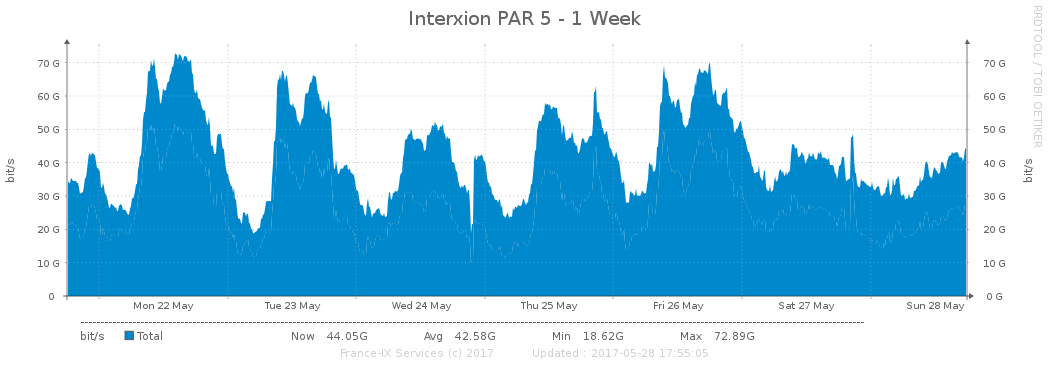 Interxion PAR 5 - 1 Week
RRDTOOL / TOBI OETIKER
bit/s
bit/s
70 G 70 G
60 G 60 G
50 G 50 G
40 G 40 G
30 G 30 G
20 G 20 G
10 G 10 G
0 0 G
Mon 22 May Tue 23 May Wed 24 May Thu 25 May Fri 26 May Sat 27 May Sun 28 May
bit/s Total Now 44.05G Avg 42.58G Min 18.62G Max 72.89G
France-IX Services (c) 2017 Updated : 2017-05-28 17:55:05